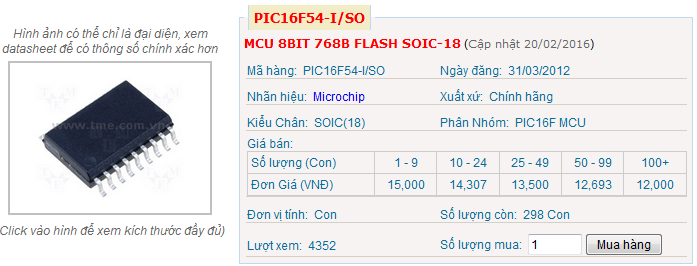 Hình ảnh có thể chỉ là đại diện, xem
datasheet để có thông số chính xác hơn
www.tme.com.vn
Click vào hình để xem kích thước đầy đủ)
PIC16F54-I/SO
MCU 8BIT 768B FLASH SOIC-18 (Cập nhật 20/02/2016)
Mã hàng: PIC16F54-I/SO Ngày đăng: 31/03/2012
Nhãn hiệu: Microchip Xuất xứ: Chính hãng
Kiểu Chân: SOIC(18) Phân Nhóm: PIC16F MCU
Giá bán:
Số lượng (Con) 1 - 9 10 - 24 25 - 49 50 - 99 100+
Đơn Giá (VNĐ) 15,000 14,307 13,500 12,693 12,000
Đơn vị tính: Con Số lượng còn: 298 Con
Lượt xem: 4352 Số lượng mua: 1 Mua hàng